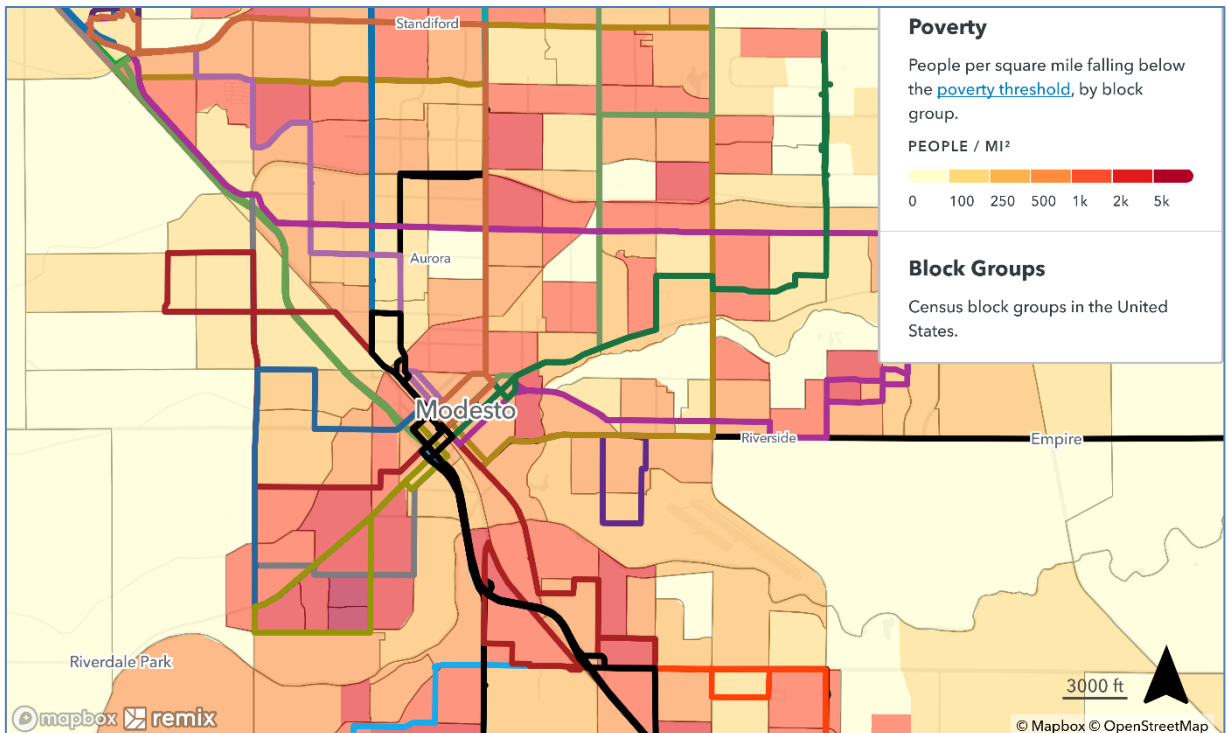 Standiford
Aurora
Modesto
Riverside
Empire
Riverdale Park
Poverty
People per square mile falling below
the poverty threshold, by block
group.
PEOPLE / MI²
0 100 250 500 1k 2k 5k
Block Groups
Census block groups in the United
States.
3000 ft
mapbox remix
© Mapbox © OpenStreetMap